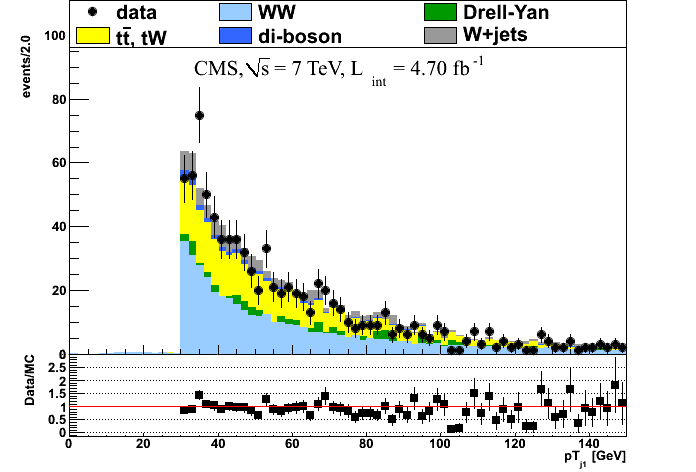 data WW Drell-Yan
tt̄, tW di-boson W+jets
CMS, √s = 7 TeV, L int = 4.70 fb⁻¹
events/2.0
100
80
60
40
20
0
Data/MC
2.5
2
1.5
1
0.5
0
0 20 40 60 80 100 120 140
pT j1 [GeV]